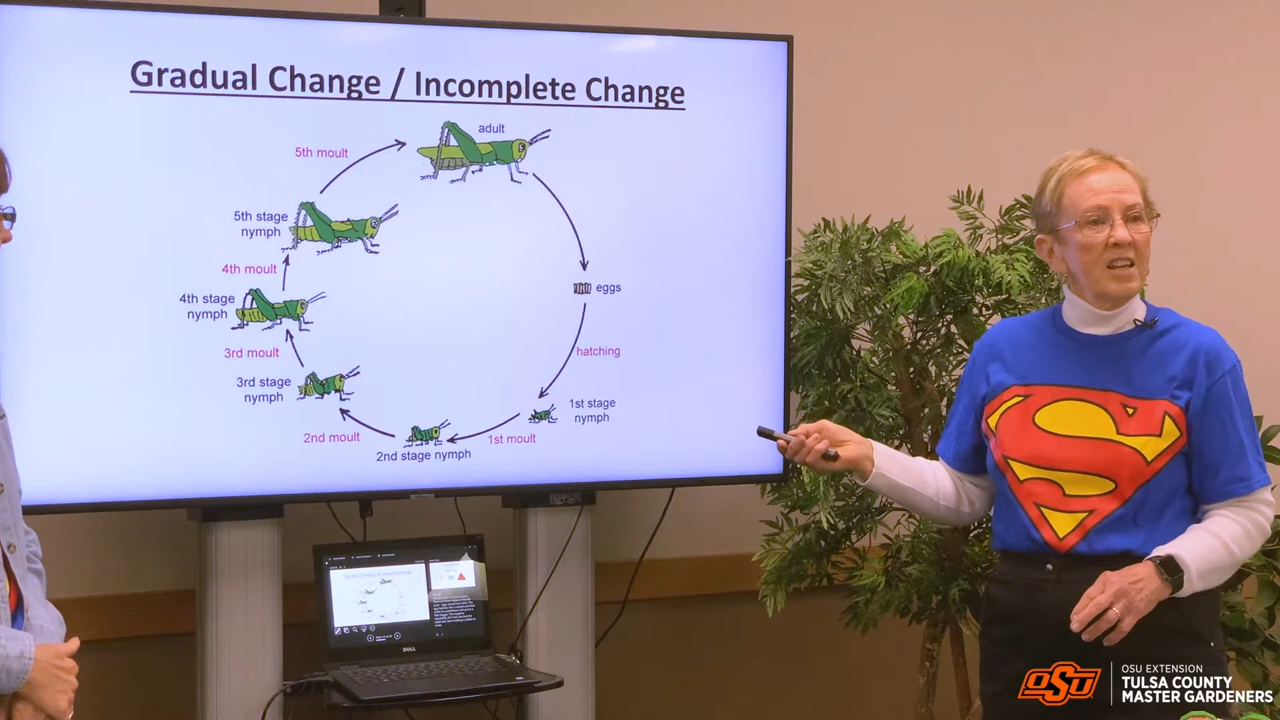 Gradual Change / Incomplete Change
adult
5th moult
5th stage
nymph
4th moult
4th stage
nymph
eggs
3rd moult
hatching
3rd stage
nymph
1st stage
nymph
2nd moult
1st moult
2nd stage nymph
DELL
S
OSU
OSU EXTENSION
TULSA COUNTY
MASTER GARDENERS